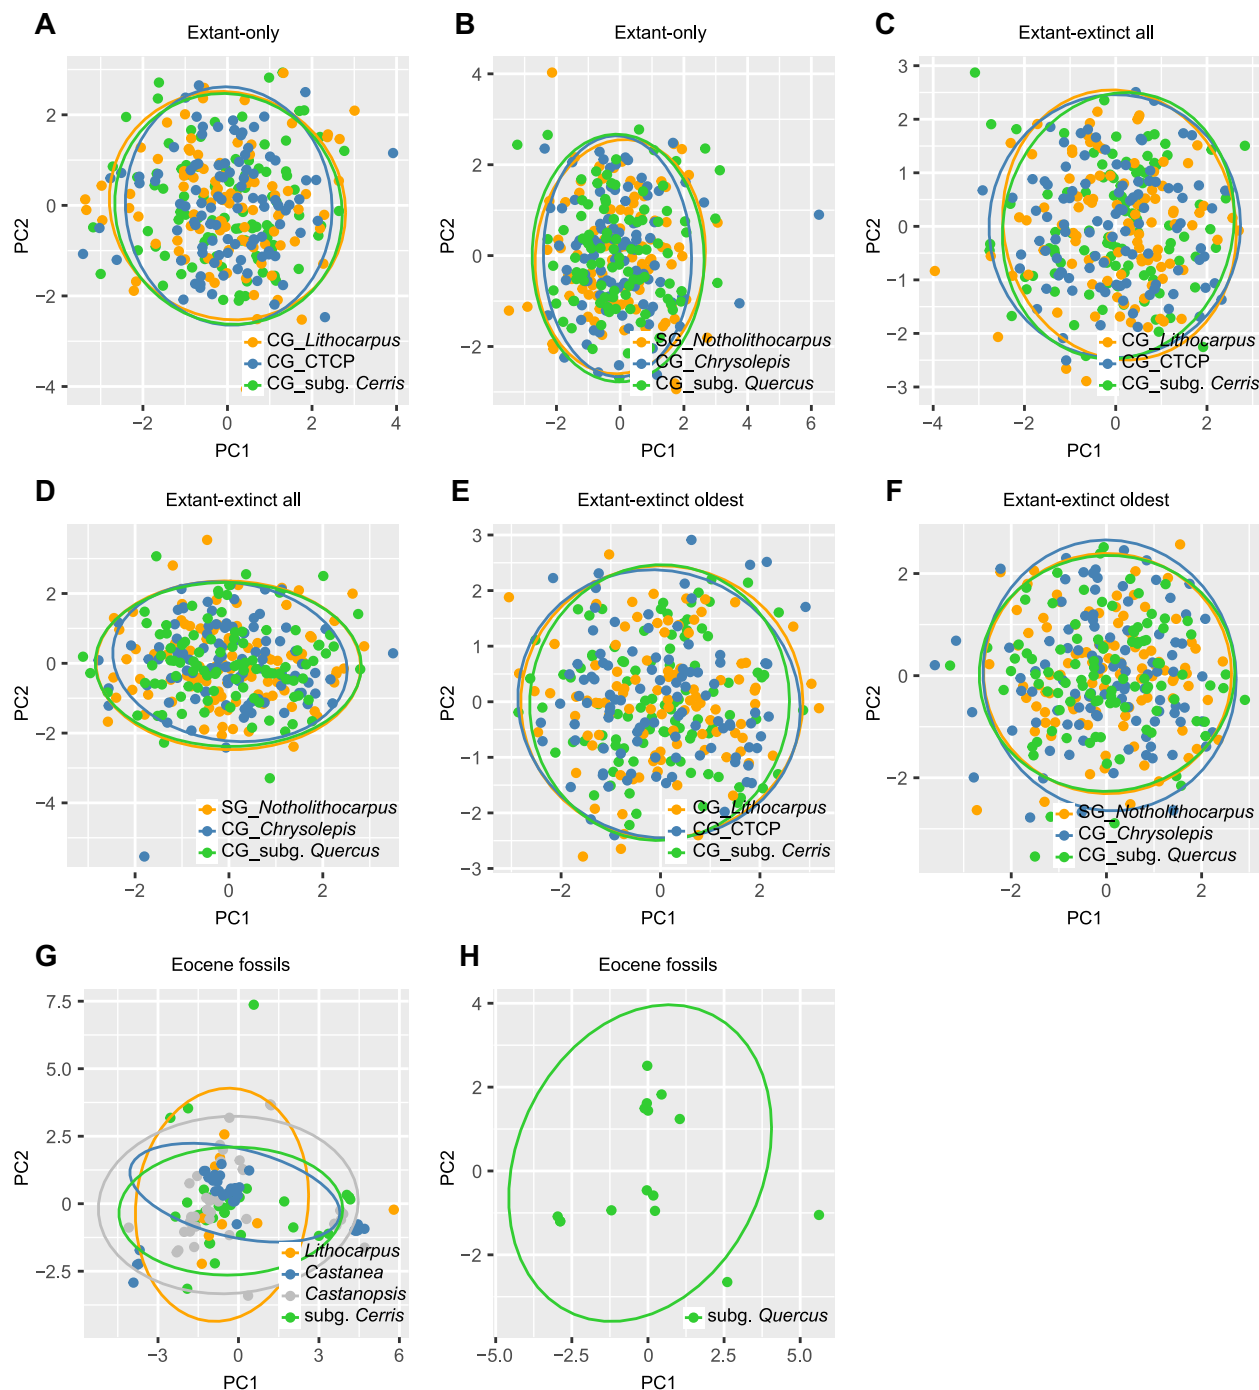 A
Extant-only
PC2
2
0
−2
−4
−2
0
2
4
PC1
CG_Lithocarpus
CG_CTCP
CG_subg. Cerris
B
Extant-only
PC2
4
2
0
−2
−2
0
2
4
6
PC1
SG_Notholithocarpus
CG_Chrysolepis
CG_subg. Quercus
C
Extant-extinct all
PC2
3
2
1
0
−1
−2
−3
−4
−2
0
2
PC1
CG_Lithocarpus
CG_CTCP
CG_subg. Cerris
D
Extant-extinct all
PC2
2
0
−2
−4
−2
0
2
PC1
SG_Notholithocarpus
CG_Chrysolepis
CG_subg. Quercus
E
Extant-extinct oldest
PC2
3
2
1
0
−1
−2
−3
−2
0
2
PC1
CG_Lithocarpus
CG_CTCP
CG_subg. Cerris
F
Extant-extinct oldest
PC2
2
0
−2
−2
0
2
PC1
SG_Notholithocarpus
CG_Chrysolepis
CG_subg. Quercus
G
Eocene fossils
PC2
7.5
5.0
2.5
0
−2.5
−3
0
3
6
PC1
Lithocarpus
Castanea
Castanopsis
subg. Cerris
H
Eocene fossils
PC2
4
2
0
−2
−5.0
−2.5
0
2.5
5.0
PC1
subg. Quercus